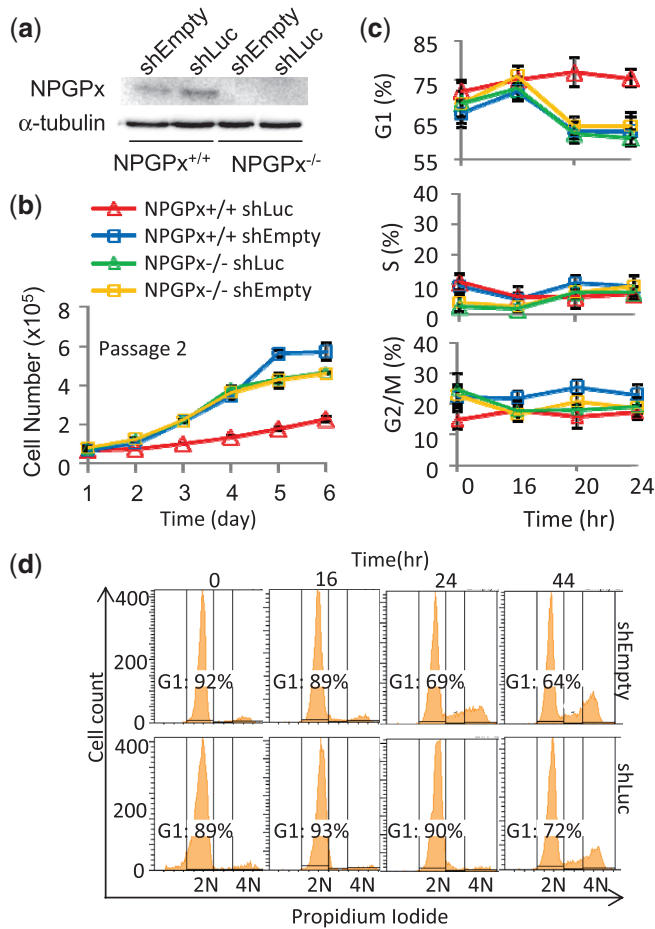 (a)
shEmpty
shLuc
shEmpty
shLuc
NPGPx
α-tubulin
NPGPx+/+
NPGPx-/-
(b)
NPGPx+/+ shLuc
NPGPx+/+ shEmpty
NPGPx-/- shLuc
NPGPx-/- shEmpty
Cell Number (x10⁵)
8
6
4
2
0
Passage 2
1 2 3 4 5 6
Time (day)
(c)
G1 (%)
85
75
65
55
S (%)
40
30
20
10
0
G2/M (%)
40
30
20
10
0
0 16 20 24
Time (hr)
(d)
Time(hr)
0 16 24 44
Cell count
400
200
0
G1: 92% G1: 89% G1: 69% G1: 64%
shEmpty
400
200
0
G1: 89% G1: 93% G1: 90% G1: 72%
shLuc
2N 4N 2N 4N 2N 4N 2N 4N
Propidium Iodide